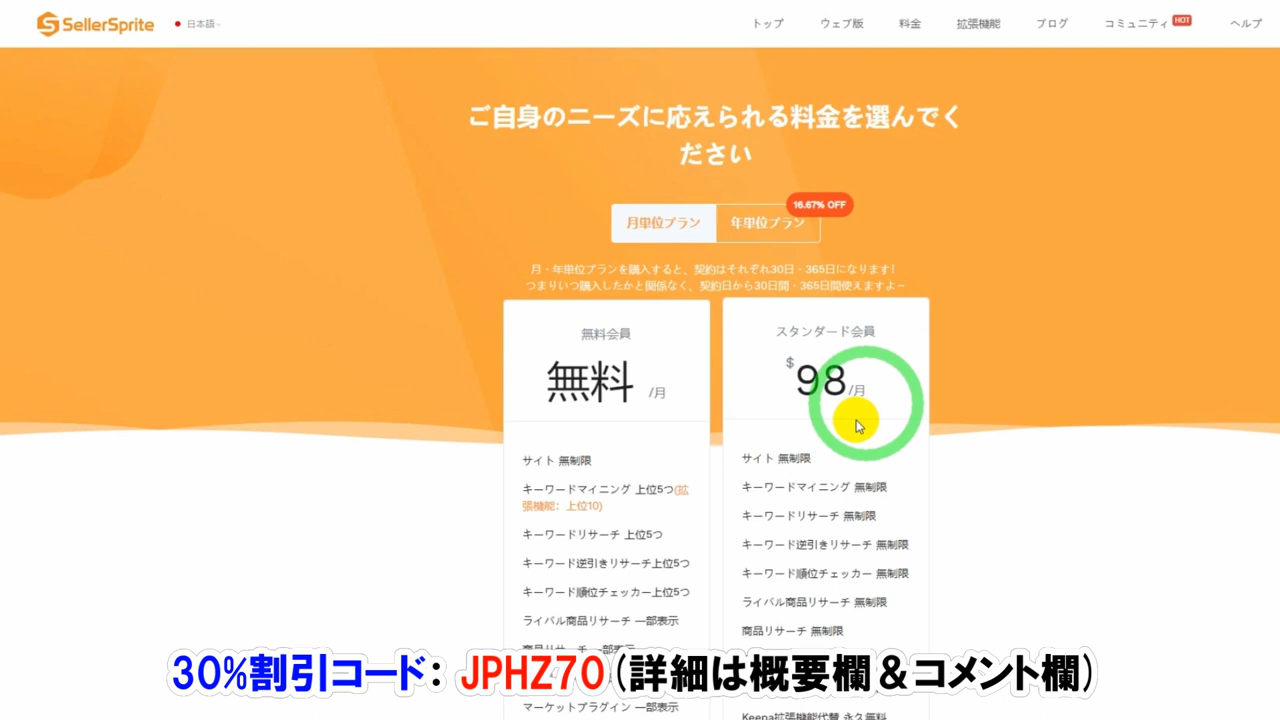 SellerSprite
日本語
トップ
ウェブ版
料金
拡張機能
ブログ
コミュニティ
HOT
ヘルプ
ご自身のニーズに応えられる料金を選んでく
ださい
16.67% OFF
月単位プラン
年単位プラン
月・年単位プランを購入すると、契約はそれぞれ30日・365日になります！
つまりいつ購入したかと関係なく、契約日から30日間・365日間使えますよ～
無料会員
無料 /月
サイト 無制限
キーワードマイニング 上位5つ(拡
張機能：上位10)
キーワードリサーチ 上位5つ
キーワード逆引きリサーチ上位5つ
キーワード順位チェッカー上位5つ
ライバル商品リサーチ 一部表示
マーケットプラグイン 一部表示
スタンダード会員
$98/月
サイト 無制限
キーワードマイニング 無制限
キーワードリサーチ 無制限
キーワード逆引きリサーチ 無制限
キーワード順位チェッカー 無制限
ライバル商品リサーチ 無制限
商品リサーチ 無制限
Keepa拡張機能代替 永久無料
30%割引コード： JPHZ70（詳細は概要欄＆コメント欄）